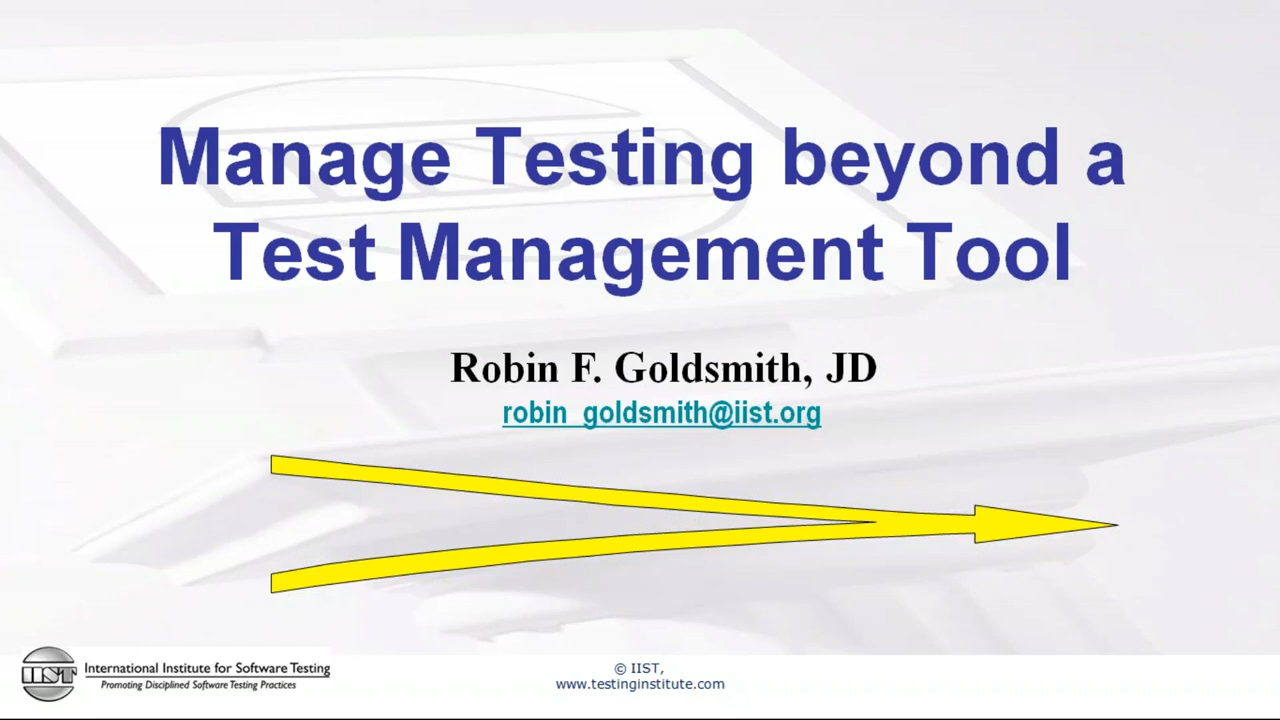 Manage Testing beyond a
Test Management Tool
Robin F. Goldsmith, JD
robin_goldsmith@iist.org
IIST
International Institute for Software Testing
Promoting Disciplined Software Testing Practices
© IIST,
www.testinginstitute.com